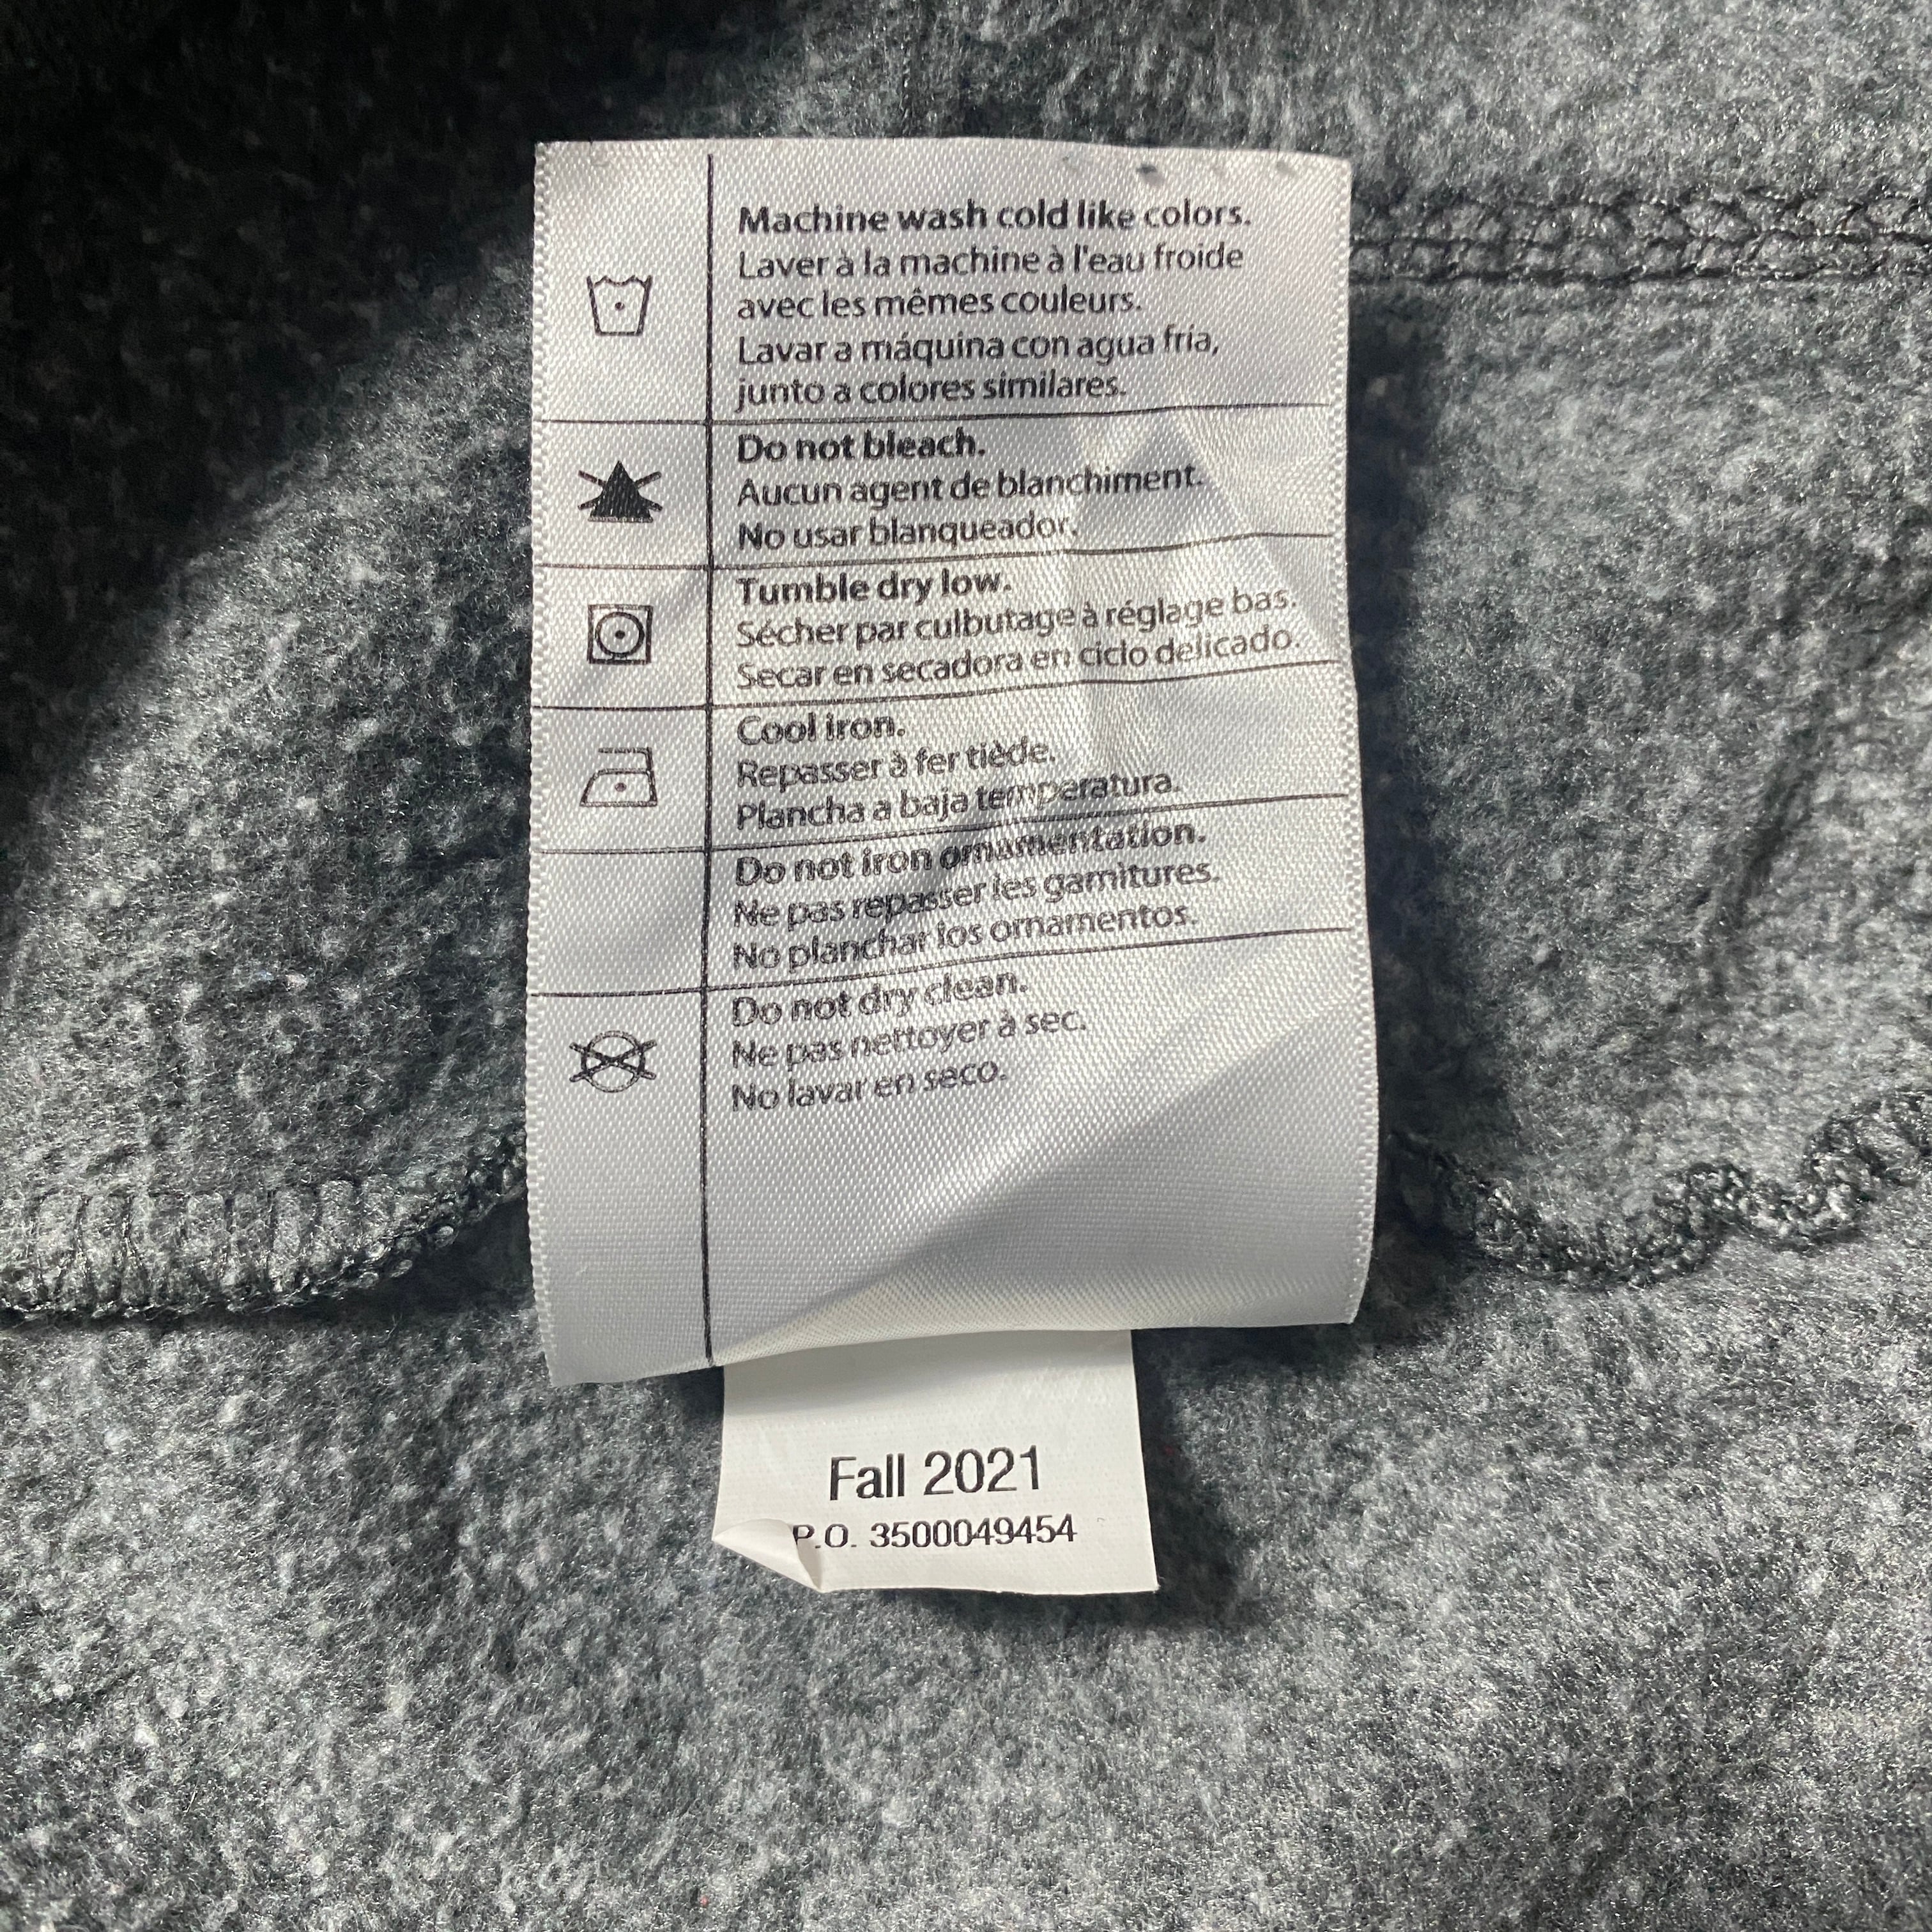 Machine wash cold like colors.
Laver à la machine à l'eau froide
avec les mêmes couleurs.
Lavar a máquina con agua fria,
junto a colores similares.
Do not bleach.
Aucun agent de blanchiment.
No usar blanqueador.
Tumble dry low.
Sécher par culbutage à réglage bas.
Secar en secadora en ciclo delicado.
Cool iron.
Repasser à fer tiède.
Plancha a baja temperatura.
Do not iron ornamentation.
Ne pas repasser les garnitures.
No planchar los ornamentos.
Do not dry clean.
Ne pas nettoyer à sec.
No lavar en seco.
Fall 2021
P.O. 3500049454